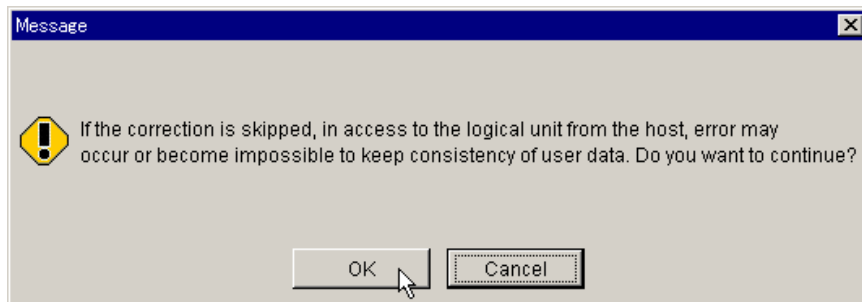 Message
If the correction is skipped, in access to the logical unit from the host, error may
occur or become impossible to keep consistency of user data. Do you want to continue?
OK
Cancel